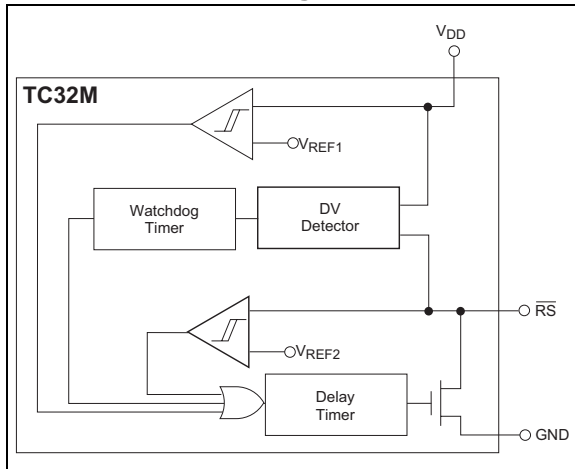 VDD
TC32M
VREF1
Watchdog
Timer
DV
Detector
RS
VREF2
Delay
Timer
GND